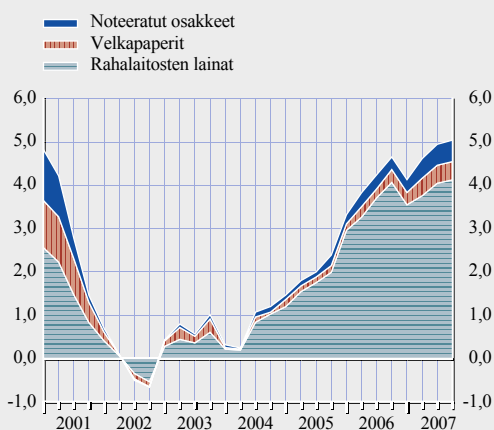 Noteeratut osakkeet
Velkapaperit
Rahalaitosten lainat
6,0 6,0
5,0 5,0
4,0 4,0
3,0 3,0
2,0 2,0
1,0 1,0
0,0 0,0
-1,0 -1,0
2001 2002 2003 2004 2005 2006 2007